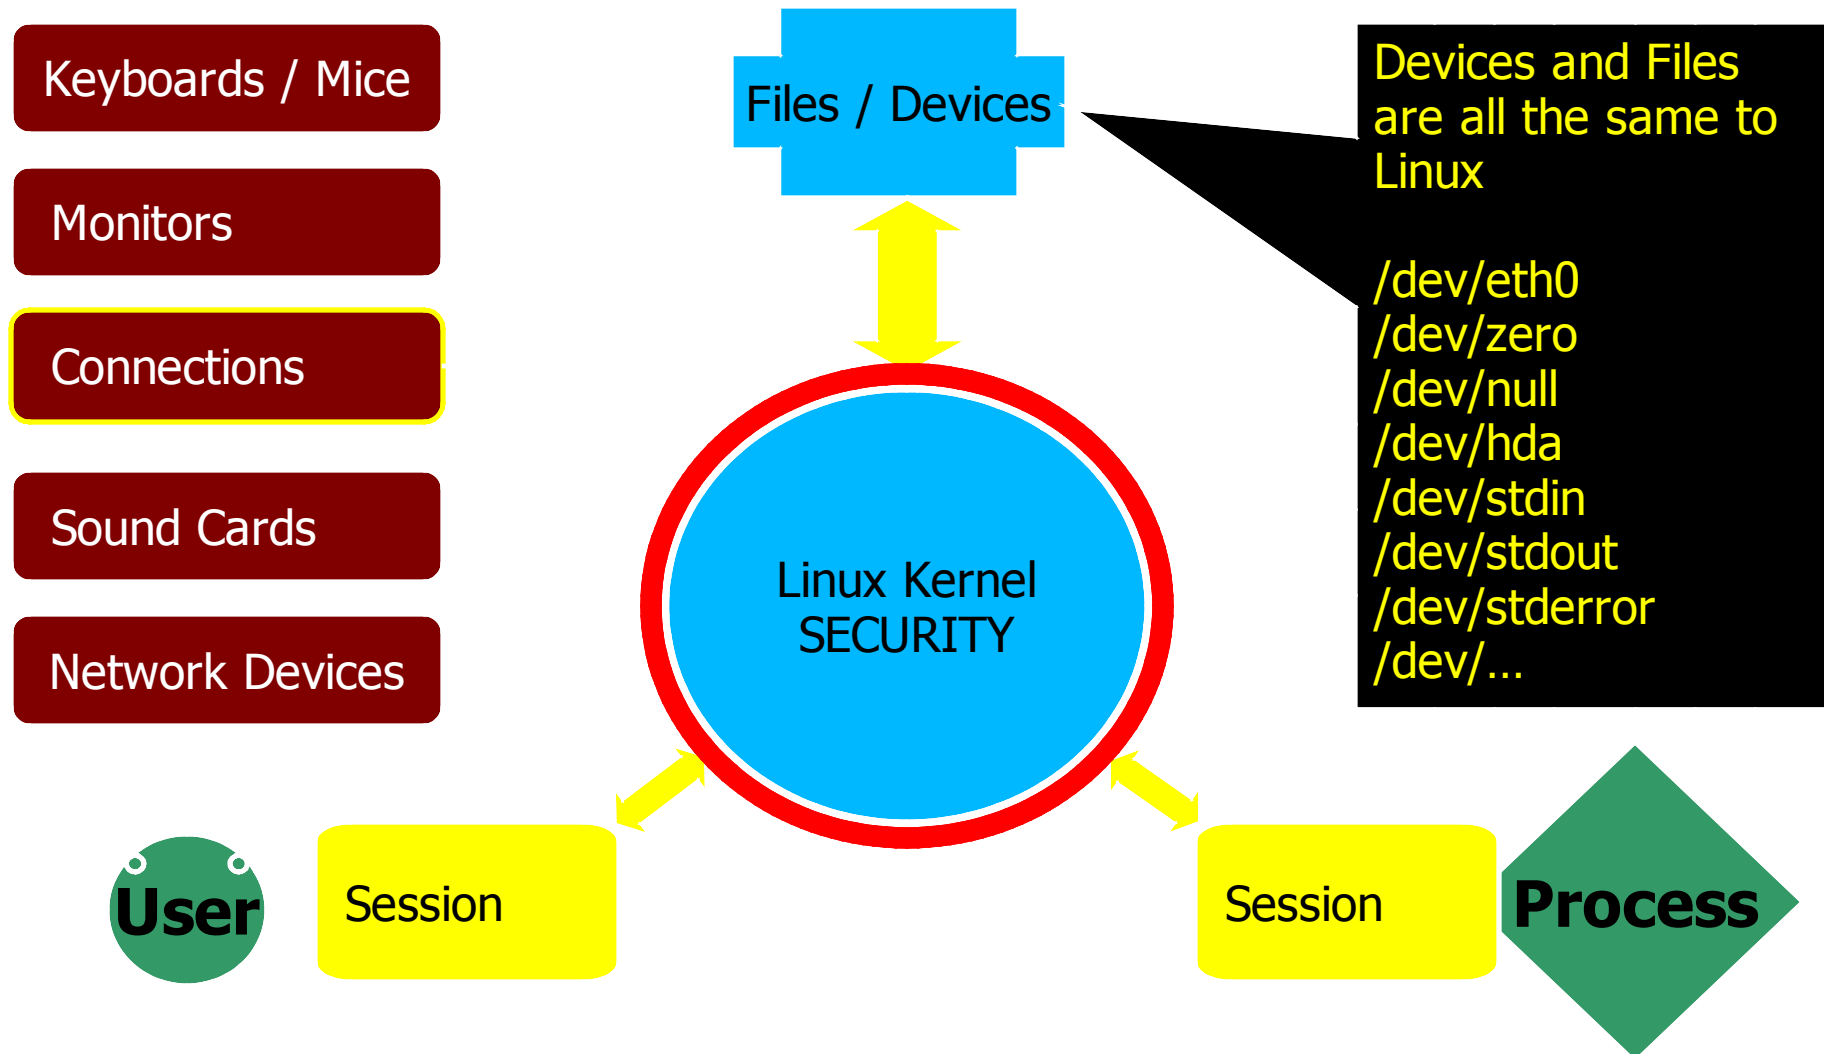 Keyboards / Mice
Monitors
Connections
Sound Cards
Network Devices
Files / Devices
Devices and Files
are all the same to
Linux
/dev/eth0
/dev/zero
/dev/null
/dev/hda
/dev/stdin
/dev/stdout
/dev/stderror
/dev/...
Linux Kernel
SECURITY
User
Session
Session
Process